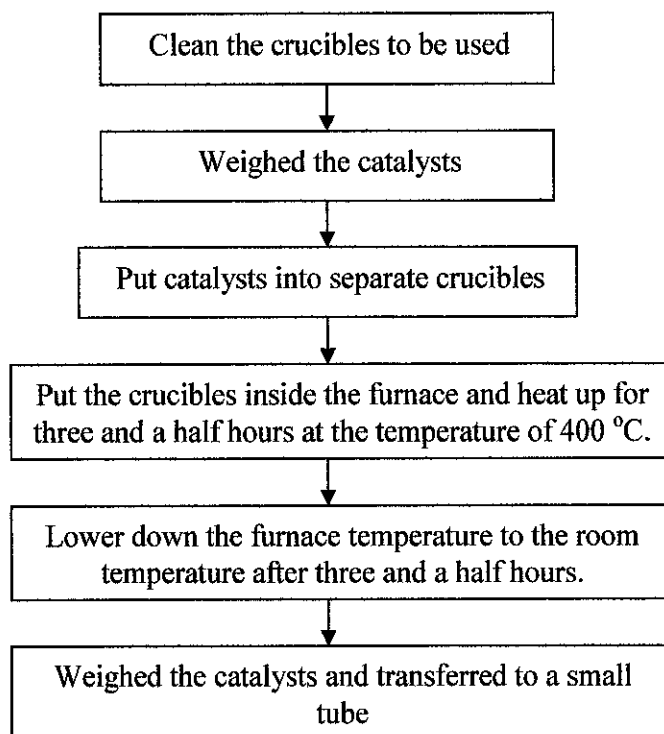 Clean the crucibles to be used
Weighed the catalysts
Put catalysts into separate crucibles
Put the crucibles inside the furnace and heat up for
three and a half hours at the temperature of 400 °C.
Lower down the furnace temperature to the room
temperature after three and a half hours.
Weighed the catalysts and transferred to a small
tube